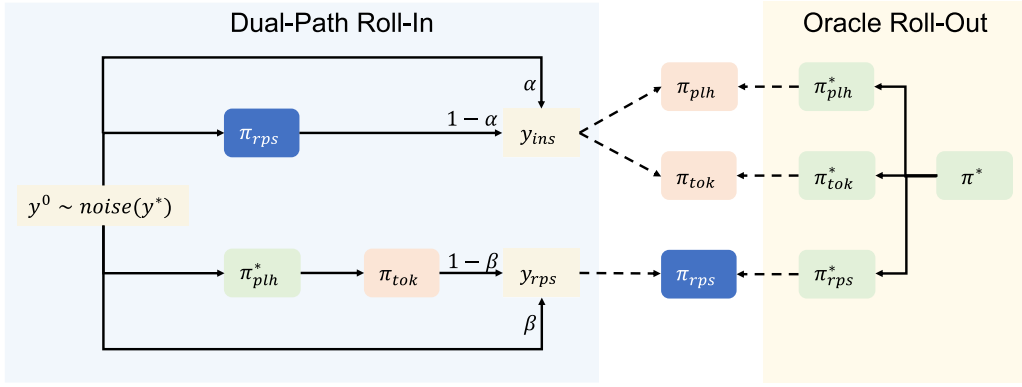 Dual-Path Roll-In
Oracle Roll-Out
α
π_plh
π*_plh
π_rps
1 − α
y_ins
π_tok
π*_tok
π*
y⁰ ~ noise(y*)
π*_plh
π_tok
1 − β
y_rps
π_rps
π*_rps
β